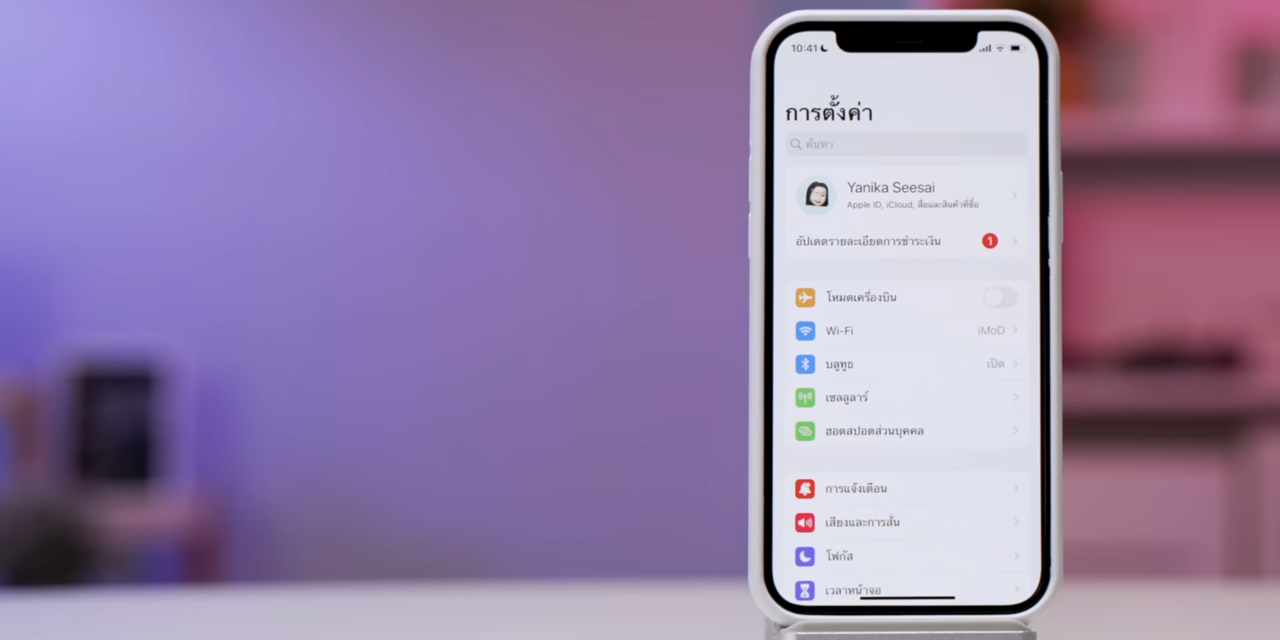 10:41
การตั้งค่า
ค้นหา
Yanika Seesai
Apple ID, iCloud, สื่อและสินค้าที่ซื้อ
อัปเดตรายละเอียดการชำระเงิน 1
โหมดเครื่องบิน
Wi-Fi iMoD
บลูทูธ เปิด
เซลลูลาร์
ฮอตสปอตส่วนบุคคล
การแจ้งเตือน
เสียงและการสั่น
โฟกัส
เวลาหน้าจอ